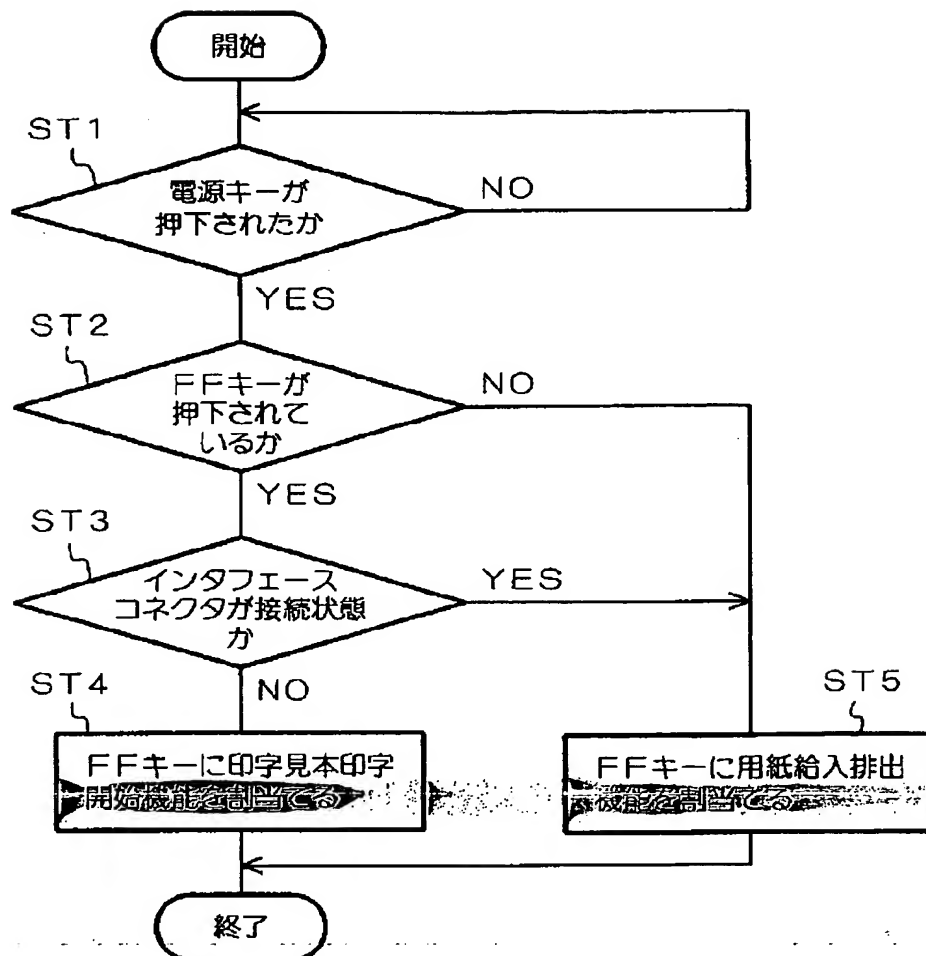 開始
ST1
電源キーが
押下されたか
NO
YES
ST2
FFキーが
押下されて
いるか
NO
YES
ST3
インタフェース
コネクタが接続状態
か
YES
NO
ST4
FFキーに印字見本印字
開始機能を割当てる
ST5
FFキーに用紙給入排出
機能を割当てる
終了